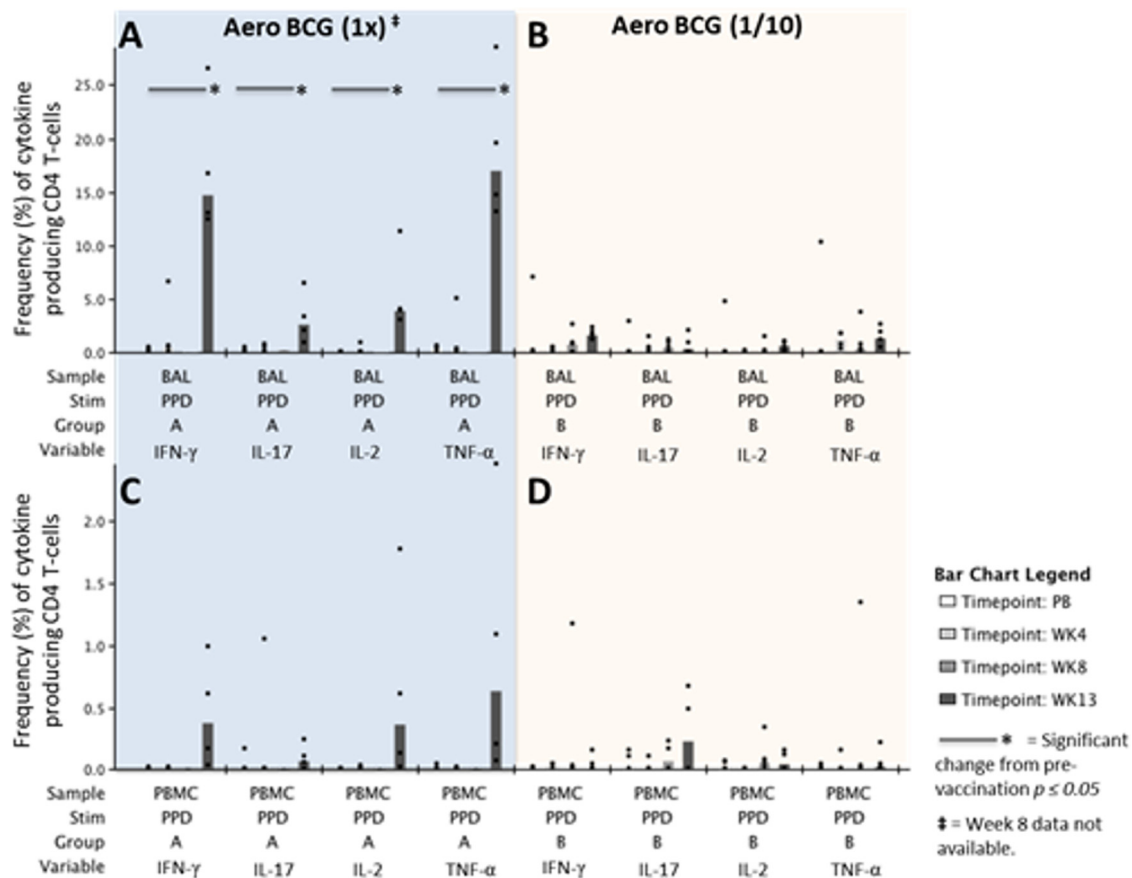 A Aero BCG (1x) ‡
B Aero BCG (1/10)
Frequency (%) of cytokine
producing CD4 T-cells
25.0
20.0
15.0
10.0
5.0
0.0
* * * *
Sample BAL BAL BAL BAL BAL BAL BAL BAL
Stim PPD PPD PPD PPD PPD PPD PPD PPD
Group A A A A B B B B
Variable IFN-γ IL-17 IL-2 TNF-α IFN-γ IL-17 IL-2 TNF-α
C D
Frequency (%) of cytokine
producing CD4 T-cells
2.0
1.5
1.0
0.5
0.0
Sample PBMC PBMC PBMC PBMC PBMC PBMC PBMC PBMC
Stim PPD PPD PPD PPD PPD PPD PPD PPD
Group A A A A B B B B
Variable IFN-γ IL-17 IL-2 TNF-α IFN-γ IL-17 IL-2 TNF-α
Bar Chart Legend
Timepoint: PB
Timepoint: WK4
Timepoint: WK8
Timepoint: WK13
* = Significant
change from pre-
vaccination p ≤ 0.05
‡ = Week 8 data not
available.